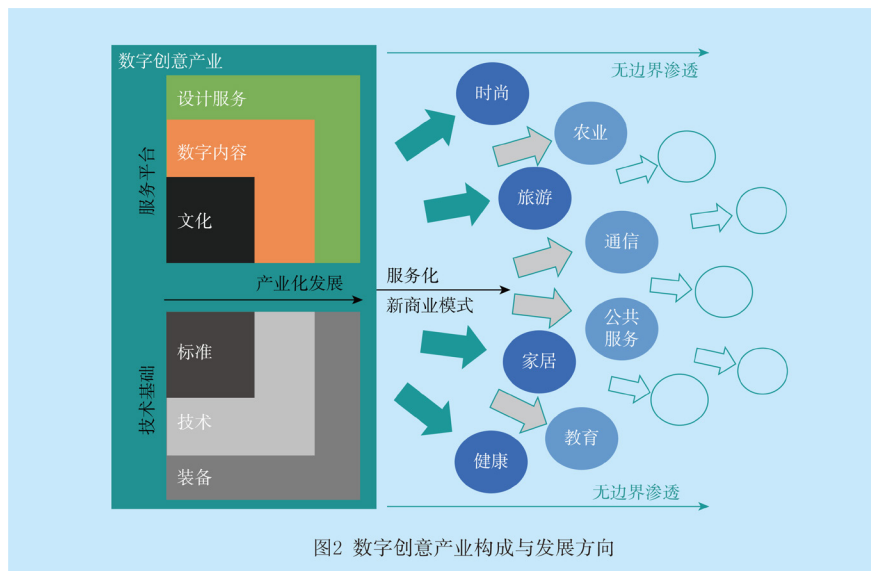 数字创意产业
服务平台
设计服务
数字内容
文化
产业化发展
技术基础
标准
技术
装备
服务化
新商业模式
无边界渗透
时尚
农业
旅游
通信
公共
服务
家居
教育
健康
无边界渗透
图2 数字创意产业构成与发展方向